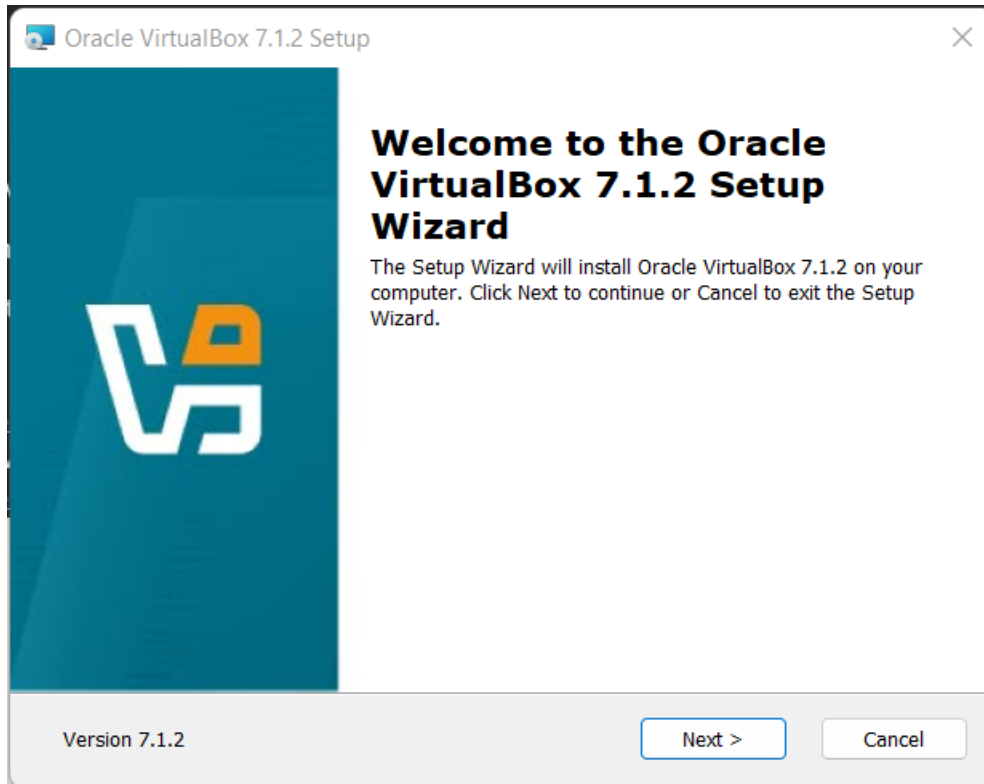 Oracle VirtualBox 7.1.2 Setup
Welcome to the Oracle
VirtualBox 7.1.2 Setup
Wizard
The Setup Wizard will install Oracle VirtualBox 7.1.2 on your
computer. Click Next to continue or Cancel to exit the Setup
Wizard.
Version 7.1.2
Next >
Cancel